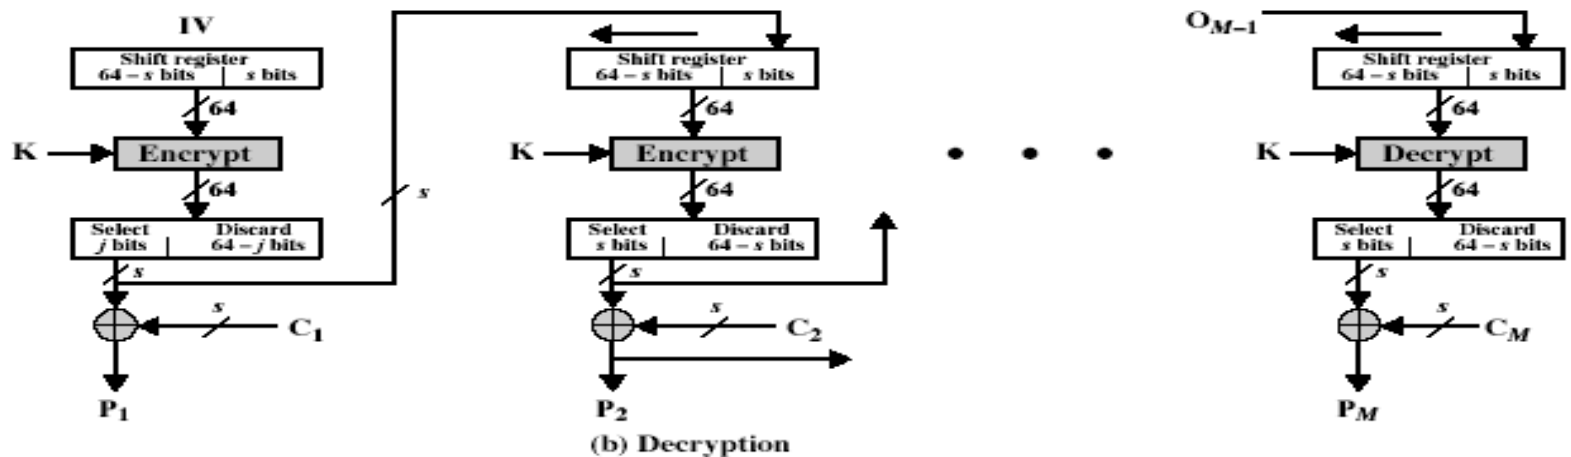 IV
Shift register
64 – s bits | s bits
64
K
Encrypt
64
Select Discard
j bits | 64 – j bits
s
s
C1
P1
s
Shift register
64 – s bits | s bits
64
K
Encrypt
64
Select Discard
s bits | 64 – s bits
s
s
C2
P2
OM–1
Shift register
64 – s bits | s bits
64
K
Decrypt
64
Select Discard
s bits | 64 – s bits
s
s
CM
PM
(b) Decryption